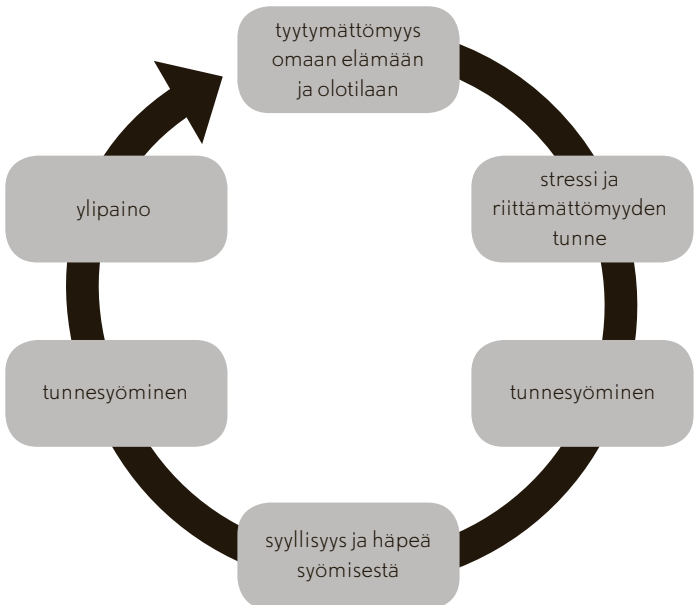 tyytymättömyys
omaan elämään
ja olotilaan
stressi ja
riittämättömyyden
tunne
tunnesyöminen
syyllisyys ja häpeä
syömisestä
tunnesyöminen
ylipaino